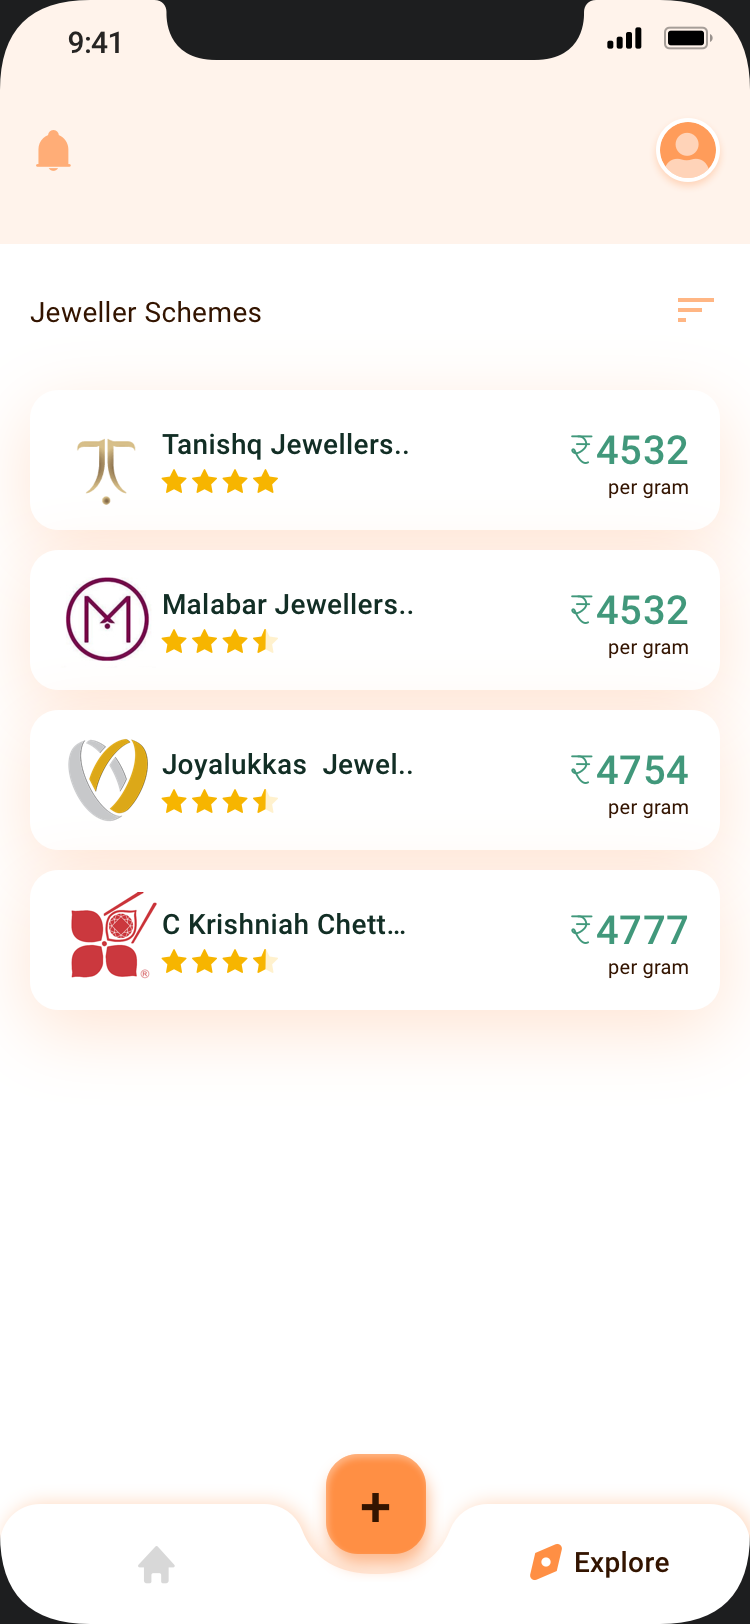 9:41
Jeweller Schemes
Tanishq Jewellers..
₹4532
per gram
Malabar Jewellers..
₹4532
per gram
Joyalukkas  Jewel..
₹4754
per gram
C Krishniah Chett...
₹4777
per gram
®
+
Explore